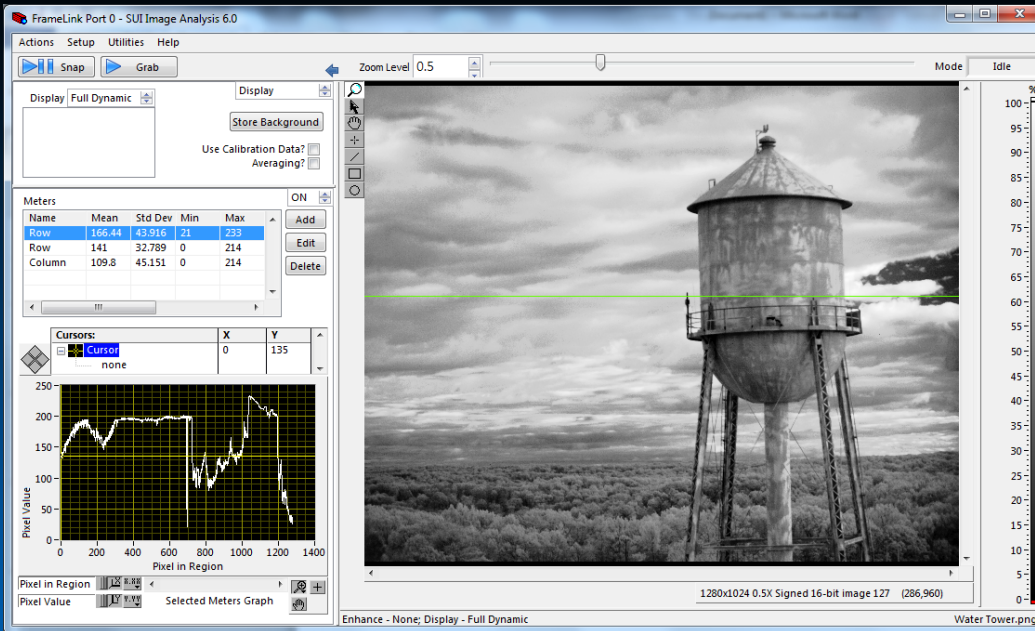 FrameLink Port 0 - SUI Image Analysis 6.0
Actions Setup Utilities Help
Snap Grab Zoom Level 0.5 Mode Idle
Display Full Dynamic Display
Store Background
Use Calibration Data?
Averaging?
Meters ON
Name Mean Std Dev Min Max
Row 166.44 43.916 21 233
Row 141 32.789 0 214
Column 109.8 45.151 0 214
Add
Edit
Delete
Cursors: X Y
Cursor 0 135
none
250
200
150
100
50
0
Pixel Value
0 200 400 600 800 1000 1200 1400
Pixel in Region
Pixel in Region X.XX
Pixel Value Y.YY Selected Meters Graph
%
100
95
90
85
80
75
70
65
60
55
50
45
40
35
30
25
20
15
10
5
0
1280x1024 0.5X Signed 16-bit image 127 (286,960)
Enhance - None; Display - Full Dynamic Water Tower.png